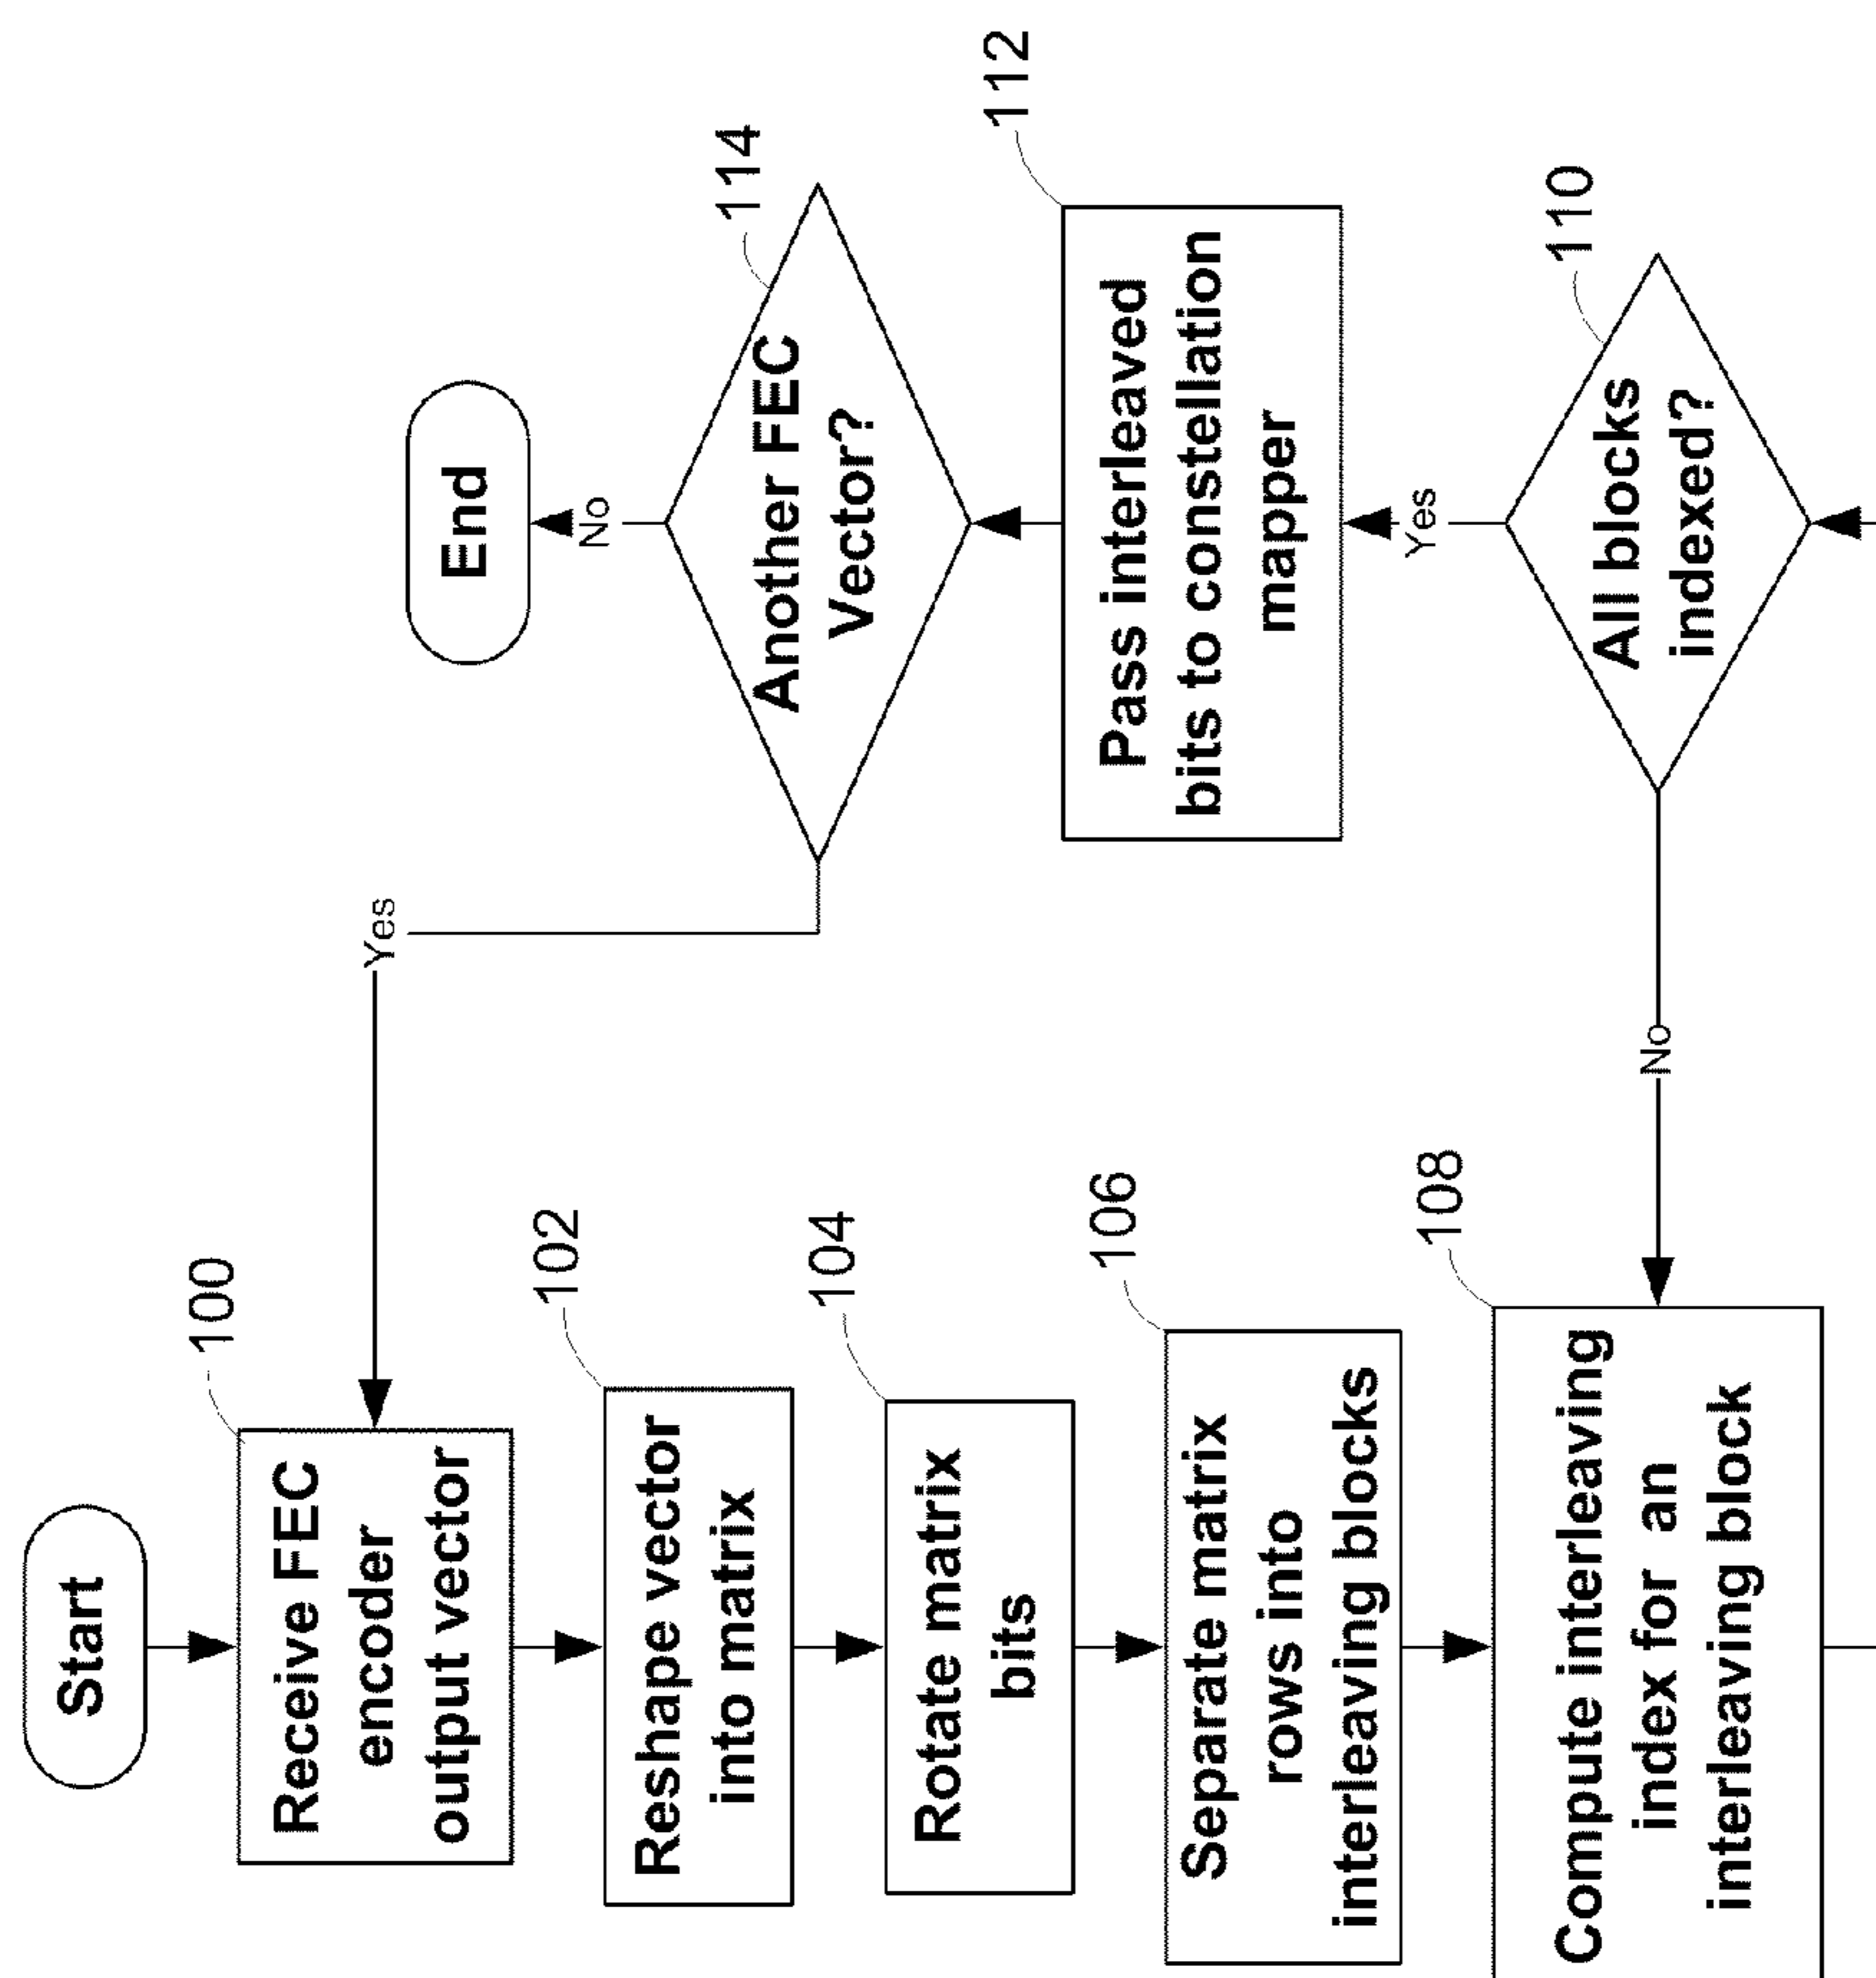 Start
100
Receive FEC
encoder
output vector
102
Reshape vector
into matrix
104
Rotate matrix
bits
106
Separate matrix
rows into
interleaving blocks
108
Compute interleaving
index for an
interleaving block
No
110
All blocks
indexed?
Yes
112
Pass interleaved
bits to constellation
mapper
114
Another FEC
Vector?
Yes
No
End